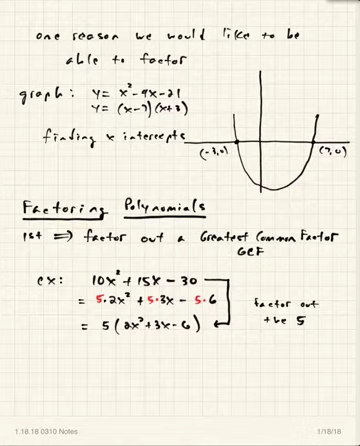 one reason we would like to be
able to factor
graph: y = x² - 4x - 21
y = (x-7)(x+3)
finding x intercepts
(-3,0) (7,0)
Factoring Polynomials
1st ⇒ factor out a Greatest Common Factor
GCF
ex: 10x² + 15x - 30
= 5·2x² + 5·3x - 5·6
factor out
= 5(2x² + 3x - 6)
the 5
1.18.18 0310 Notes 1/18/18